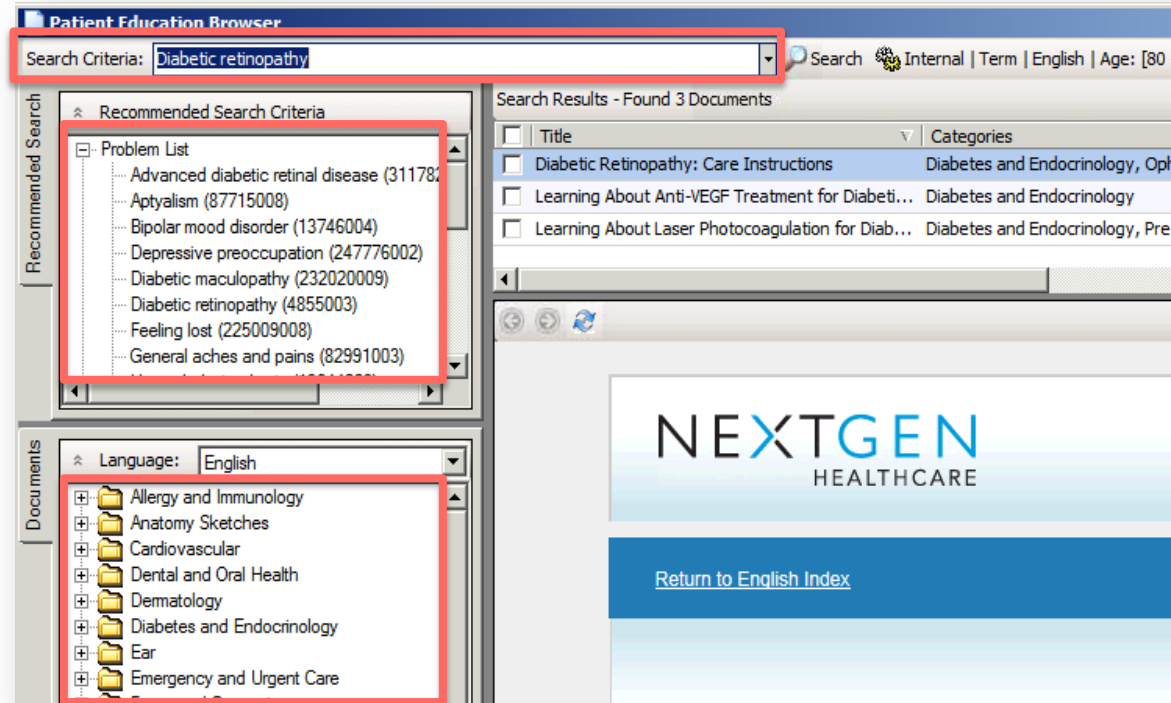 Patient Education Browser
Search Criteria: Diabetic retinopathy Search Internal | Term | English | Age: [80
Recommended Search
Recommended Search Criteria
Problem List
Advanced diabetic retinal disease (311782
Aptyalism (87715008)
Bipolar mood disorder (13746004)
Depressive preoccupation (247776002)
Diabetic maculopathy (232020009)
Diabetic retinopathy (4855003)
Feeling lost (225009008)
General aches and pains (82991003)
Search Results - Found 3 Documents
Title Categories
Diabetic Retinopathy: Care Instructions Diabetes and Endocrinology, Oph
Learning About Anti-VEGF Treatment for Diabeti... Diabetes and Endocrinology
Learning About Laser Photocoagulation for Diab... Diabetes and Endocrinology, Pre
Documents
Language: English
Allergy and Immunology
Anatomy Sketches
Cardiovascular
Dental and Oral Health
Dermatology
Diabetes and Endocrinology
Ear
Emergency and Urgent Care
NEXTGEN
HEALTHCARE
Return to English Index